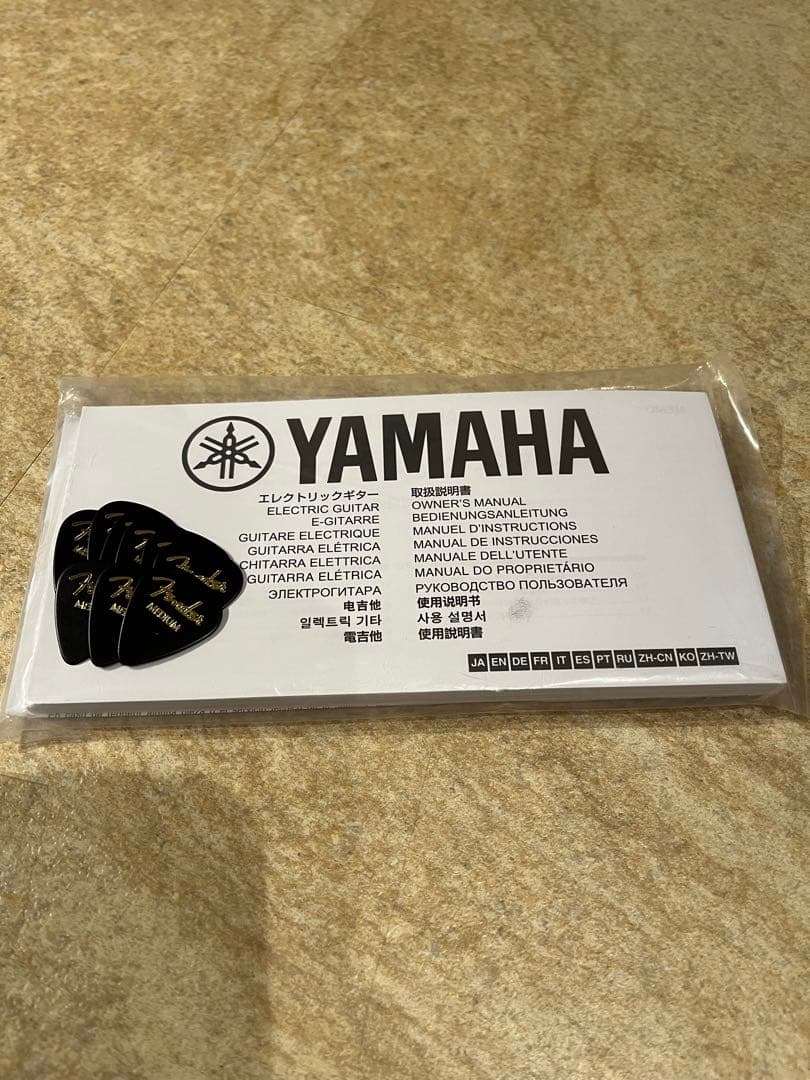 YAMAHA
エレクトリックギター 取扱説明書
ELECTRIC GUITAR OWNER'S MANUAL
E-GITARRE BEDIENUNGSANLEITUNG
GUITARE ELECTRIQUE MANUEL D'INSTRUCTIONS
GUITARRA ELÉTRICA MANUAL DE INSTRUCCIONES
CHITARRA ELETTRICA MANUALE DELL'UTENTE
GUITARRA ELÉTRICA MANUAL DO PROPRIETÁRIO
ЭЛЕКТРОГИТАРА РУКОВОДСТВО ПОЛЬЗОВАТЕЛЯ
电吉他 使用说明书
일렉트릭 기타 사용 설명서
電吉他 使用說明書
JA EN DE FR IT ES PT RU ZH-CN KO ZH-TW
Fender
Fender
MEDIUM